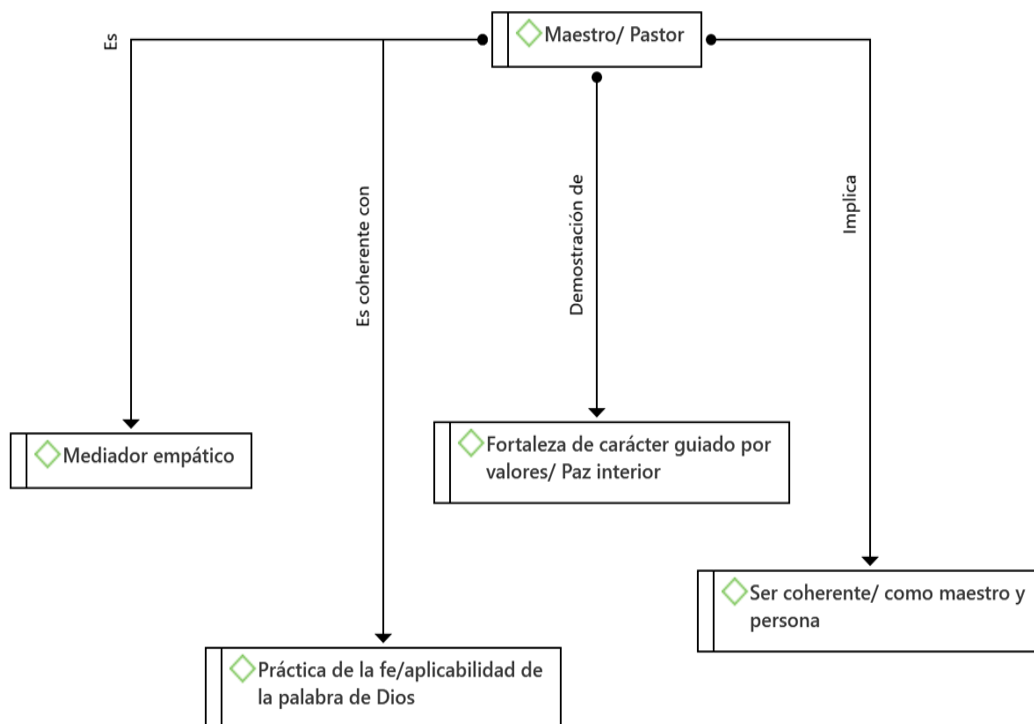 Maestro/ Pastor
Es
Es coherente con
Demostración de
Implica
Mediador empático
Fortaleza de carácter guiado por
valores/ Paz interior
Ser coherente/ como maestro y
persona
Práctica de la fe/aplicabilidad de
la palabra de Dios